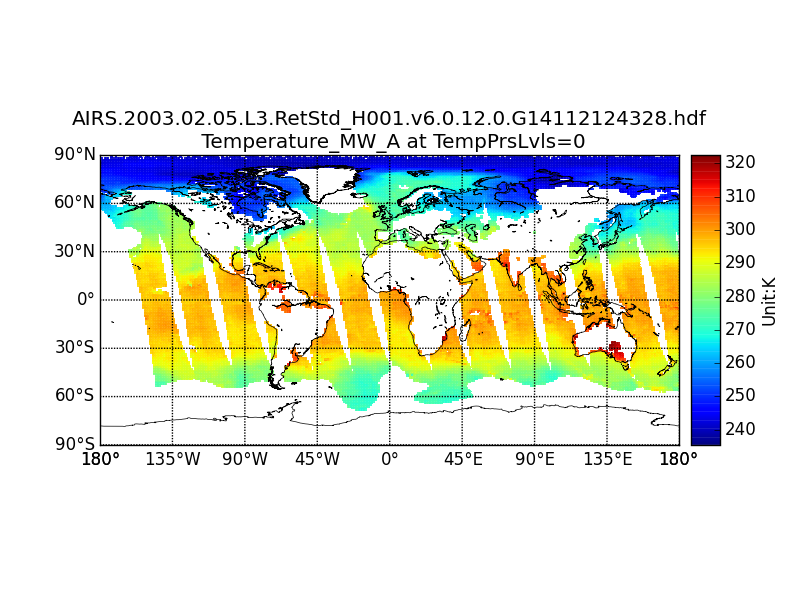 AIRS.2003.02.05.L3.RetStd_H001.v6.0.12.0.G14112124328.hdf
Temperature_MW_A at TempPrsLvls=0
90°N
60°N
30°N
0°
30°S
60°S
90°S
180°
135°W
90°W
45°W
0°
45°E
90°E
135°E
180°
320
310
300
290
280
270
260
250
240
Unit:K